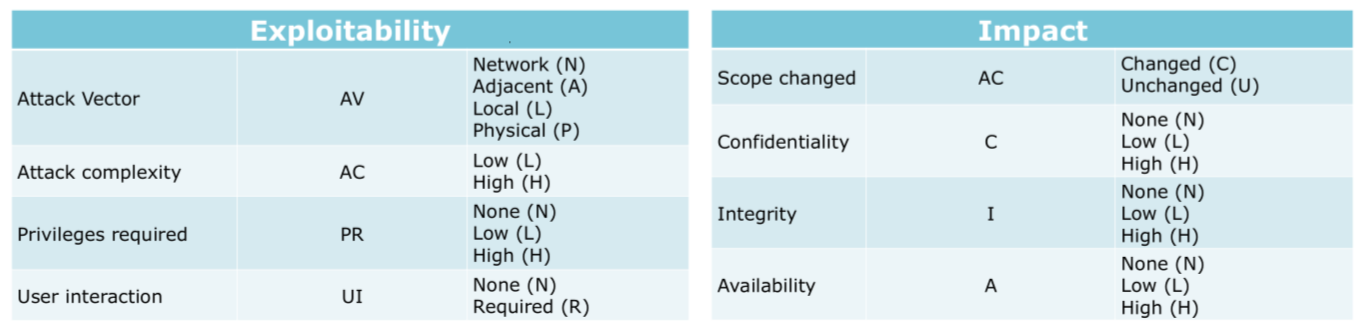 Exploitability
Attack Vector AV Network (N)
Adjacent (A)
Local (L)
Physical (P)
Attack complexity AC Low (L)
High (H)
Privileges required PR None (N)
Low (L)
High (H)
User interaction UI None (N)
Required (R)
Impact
Scope changed AC Changed (C)
Unchanged (U)
Confidentiality C None (N)
Low (L)
High (H)
Integrity I None (N)
Low (L)
High (H)
Availability A None (N)
Low (L)
High (H)